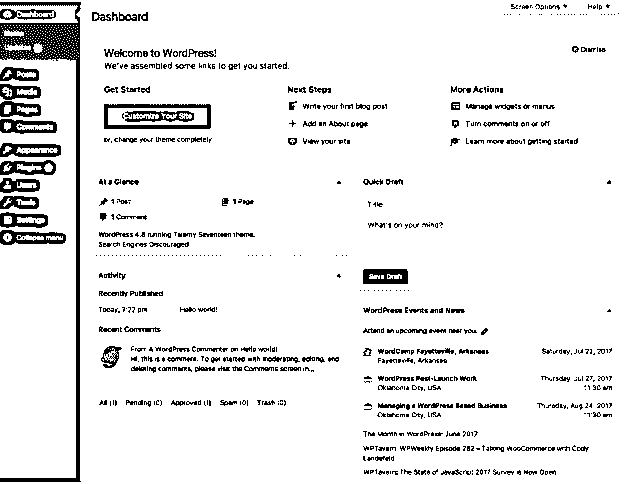 Screen Options ▼ Help ▼
Dashboard
Dashboard
Posts
Media
Pages
Comments
Appearance
Plugins
Users
Tools
Settings
Collapse menu
Welcome to WordPress!
We've assembled some links to get you started.
Dismiss
Get Started
Customize Your Site
or, change your theme completely
Next Steps
Write your first blog post
Add an About page
View your site
More Actions
Manage widgets or menus
Turn comments on or off
Learn more about getting started
At a Glance
1 Post 1 Page
1 Comment
WordPress 4.8 running Twenty Seventeen theme.
Search Engines Discouraged
Activity
Recently Published
Today, 7:27 pm Hello world!
Recent Comments
From A WordPress Commenter on Hello world!
Hi, this is a comment. To get started with moderating, editing, and
deleting comments, please visit the Comments screen in...
All (1) Pending (0) Approved (1) Spam (0) Trash (0)
Quick Draft
Title
What's on your mind?
Save Draft
WordPress Events and News
Attend an upcoming event near you.
WordCamp Fayetteville, Arkansas Saturday, Jul 22, 2017
Fayetteville, Arkansas
WordPress Post-Launch Work Thursday, Jul 27, 2017
Oklahoma City, USA 11:30 am
Managing a WordPress Based Business Thursday, Aug 24, 2017
Oklahoma City, USA 11:30 am
The Month in WordPress: June 2017
WPTavern: WPWeekly Episode 282 – Talking WooCommerce with Cody
Landefeld
WPTavern: The State of JavaScript 2017 Survey is Now Open